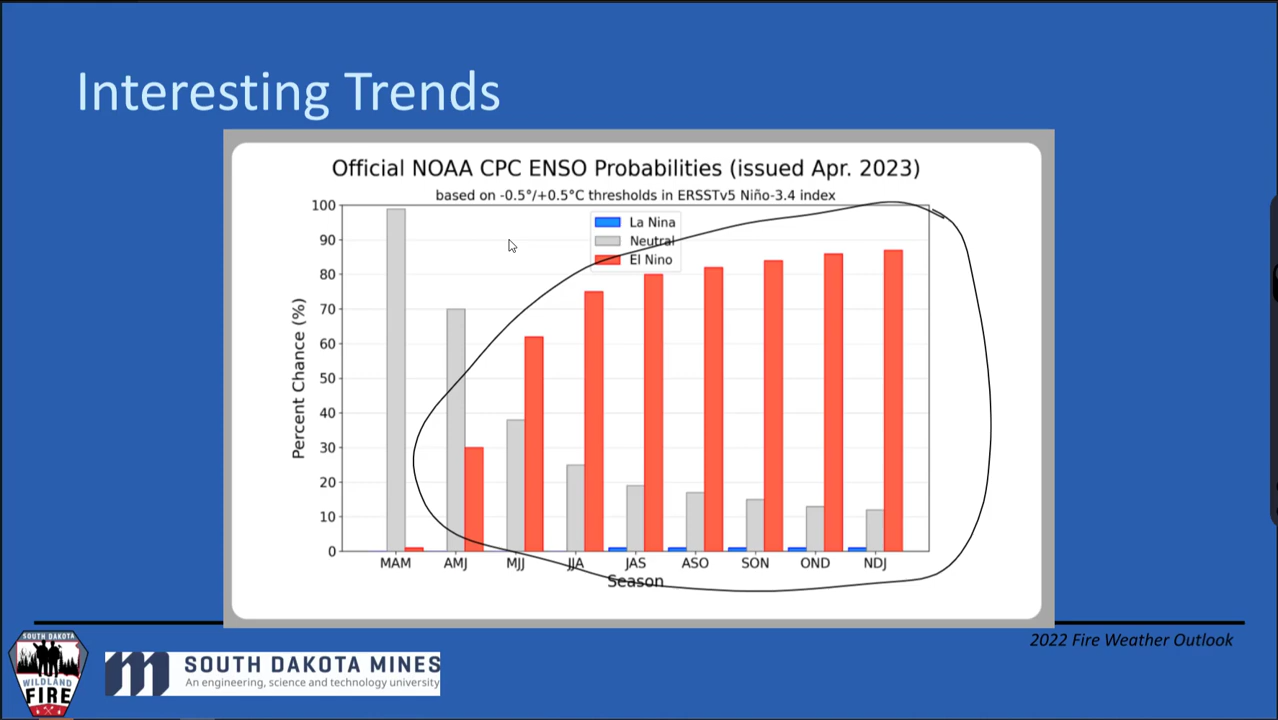 Interesting Trends
Official NOAA CPC ENSO Probabilities (issued Apr. 2023)
based on -0.5°/+0.5°C thresholds in ERSSTv5 Niño-3.4 index
La Nina
Neutral
El Nino
Percent Chance (%)
100
90
80
70
60
50
40
30
20
10
0
MAM AMJ MJJ JJA JAS ASO SON OND NDJ
Season
2022 Fire Weather Outlook
SOUTH DAKOTA
WILDLAND
FIRE
SOUTH DAKOTA MINES
An engineering, science and technology university